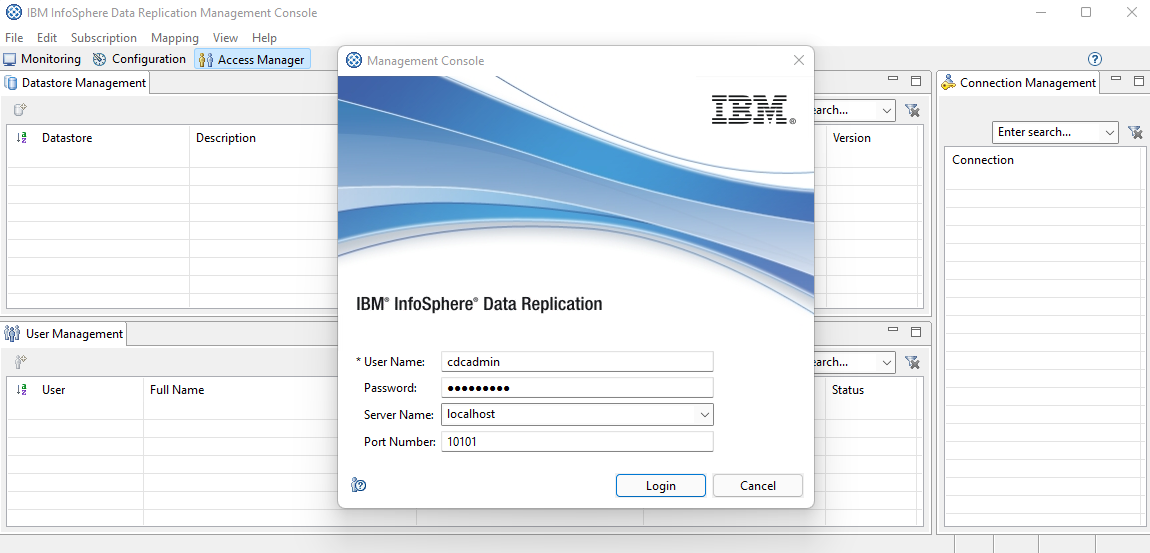 IBM InfoSphere Data Replication Management Console
File Edit Subscription Mapping View Help
Monitoring Configuration Access Manager
Datastore Management
Datastore Description Version
User Management
User Full Name Status
Connection Management
Enter search...
Connection
Management Console
IBM®
IBM® InfoSphere® Data Replication
* User Name: cdcadmin
Password: ●●●●●●●●●
Server Name: localhost
Port Number: 10101
Login Cancel